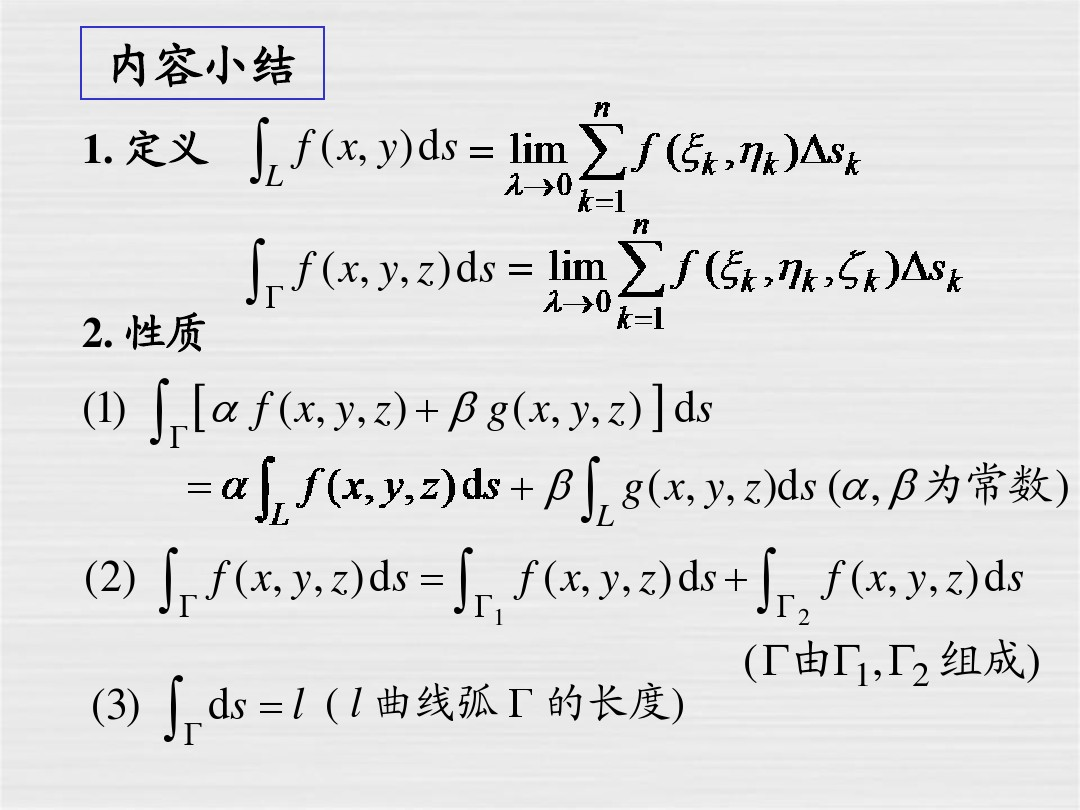 内容小结
1. 定义 ∫_L f(x, y)ds = lim_{λ→0} ∑_{k=1}^{n} f(ξ_k, η_k)Δs_k
∫_Γ f(x, y, z)ds = lim_{λ→0} ∑_{k=1}^{n} f(ξ_k, η_k, ζ_k)Δs_k
2. 性质
(1) ∫_Γ [α f(x, y, z) + β g(x, y, z)] ds
= α∫_L f(x, y, z)ds + β∫_L g(x, y, z)ds (α, β为常数)
(2) ∫_Γ f(x, y, z)ds = ∫_{Γ_1} f(x, y, z)ds + ∫_{Γ_2} f(x, y, z)ds
(Γ由Γ_1, Γ_2 组成)
(3) ∫_Γ ds = l ( l 曲线弧 Γ 的长度)